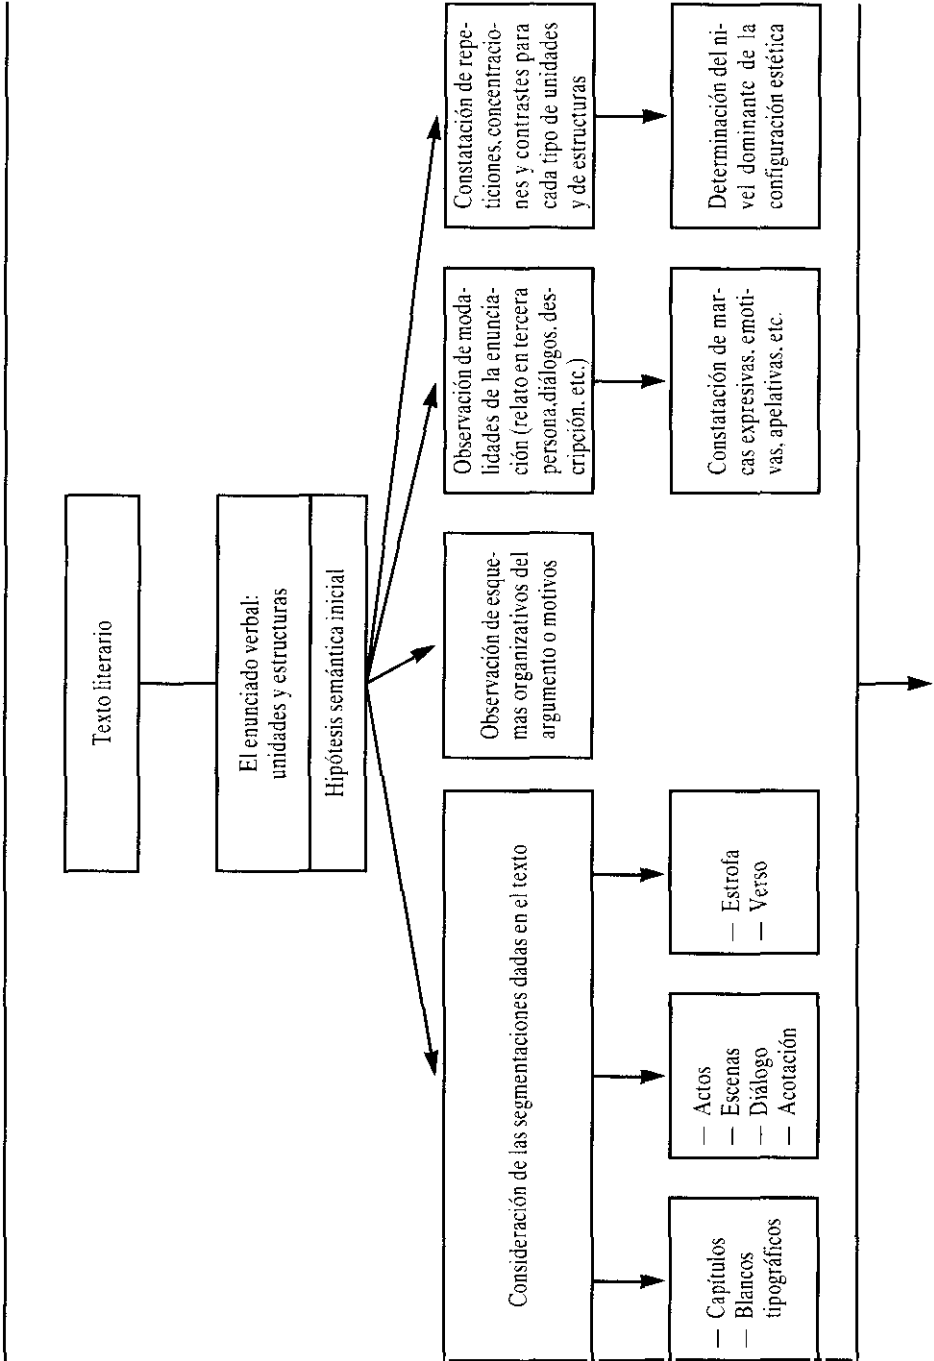 Texto literario
El enunciado verbal:
unidades y estructuras
Hipótesis semántica inicial
Consideración de las segmentaciones dadas en el texto
Observación de esque-
mas organizativos del
argumento o motivos
Observación de moda-
lidades de la enuncia-
ción (relato en tercera
persona,diálogos, des-
cripción. etc.)
Constatación de repe-
ticiones, concentracio-
nes y contrastes para
cada tipo de unidades
y de estructuras
— Capítulos
— Blancos
tipográficos
— Actos
— Escenas
— Diálogo
— Acotación
— Estrofa
— Verso
Constatación de mar-
cas expresivas, emoti-
vas, apelativas, etc.
Determinación del ni-
vel dominante de la
configuración estética